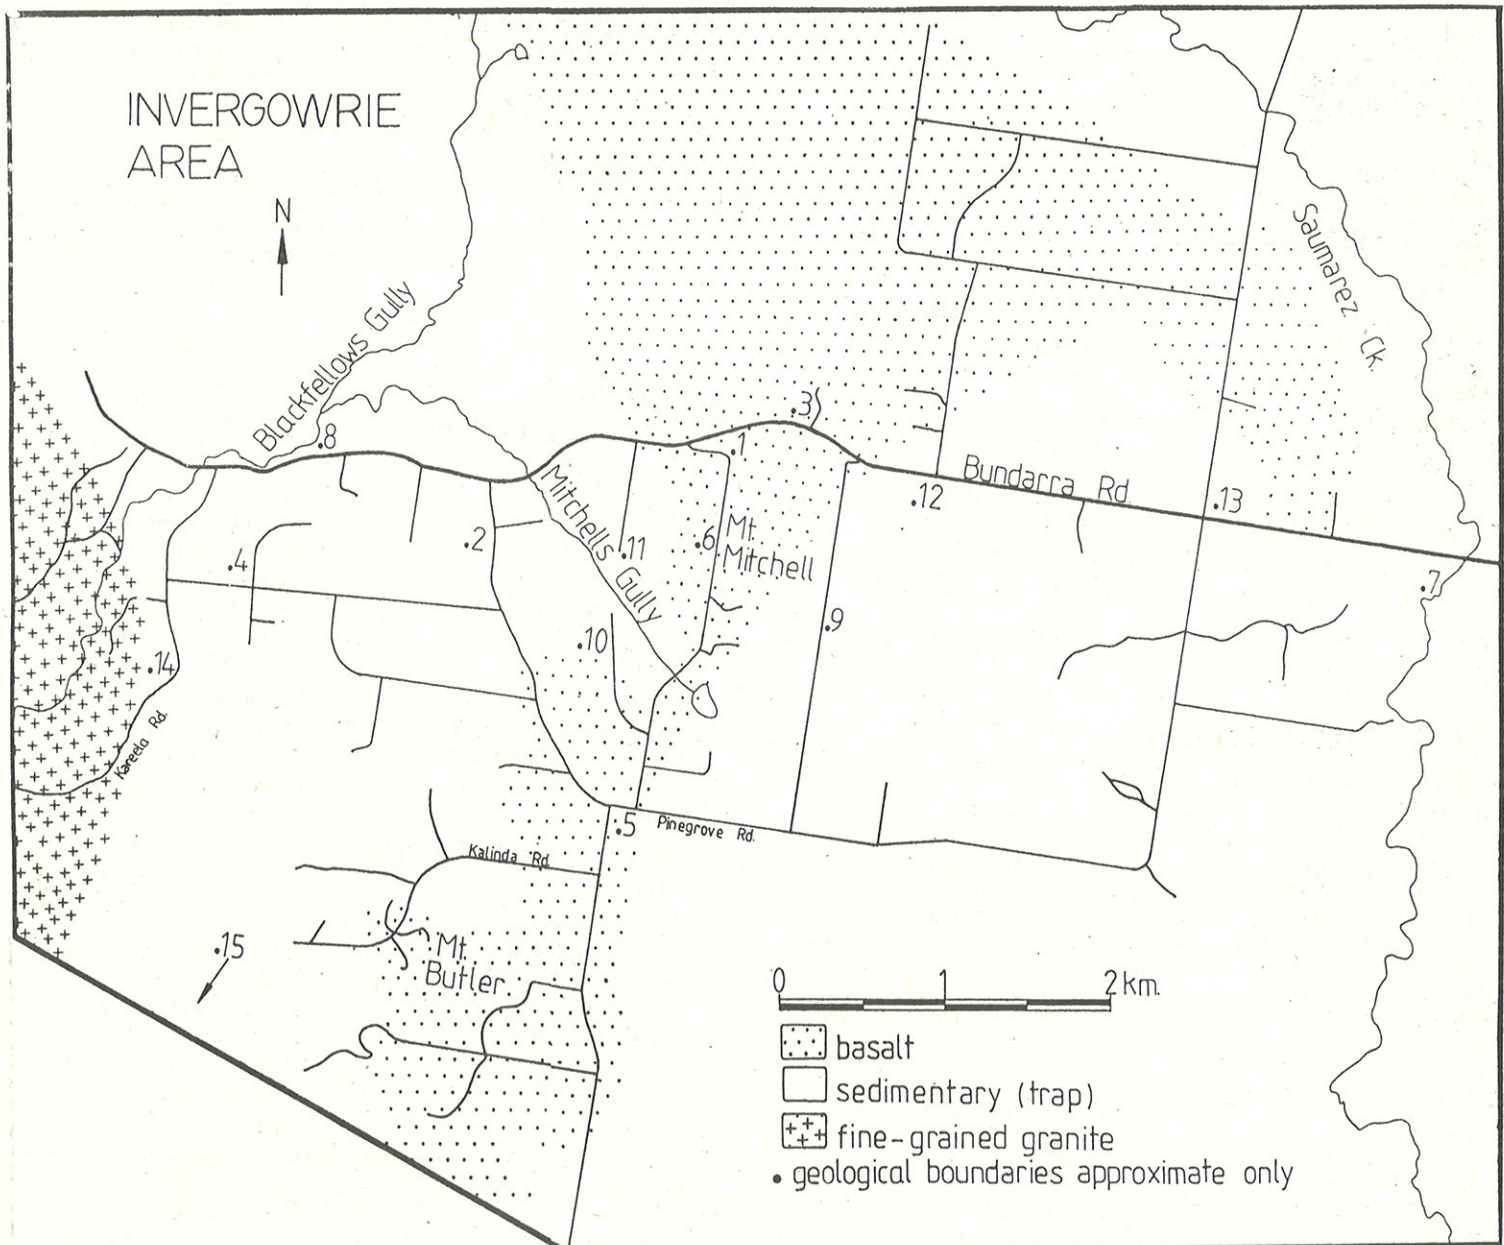 INVERGOWRIE
AREA
N
Saumarez Ck.
Blackfellows Gully
.3
.8
.1
Bundarra Rd.
.12
.13
Mitchells Gully
.2
.11
.6
Mt.
Mitchell
.4
.7
.9
.10
.14
Kareela Rd.
.5
Pinegrove Rd.
Kalinda Rd.
.15
Mt.
Butler
0 1 2 km.
basalt
sedimentary (trap)
fine-grained granite
• geological boundaries approximate only